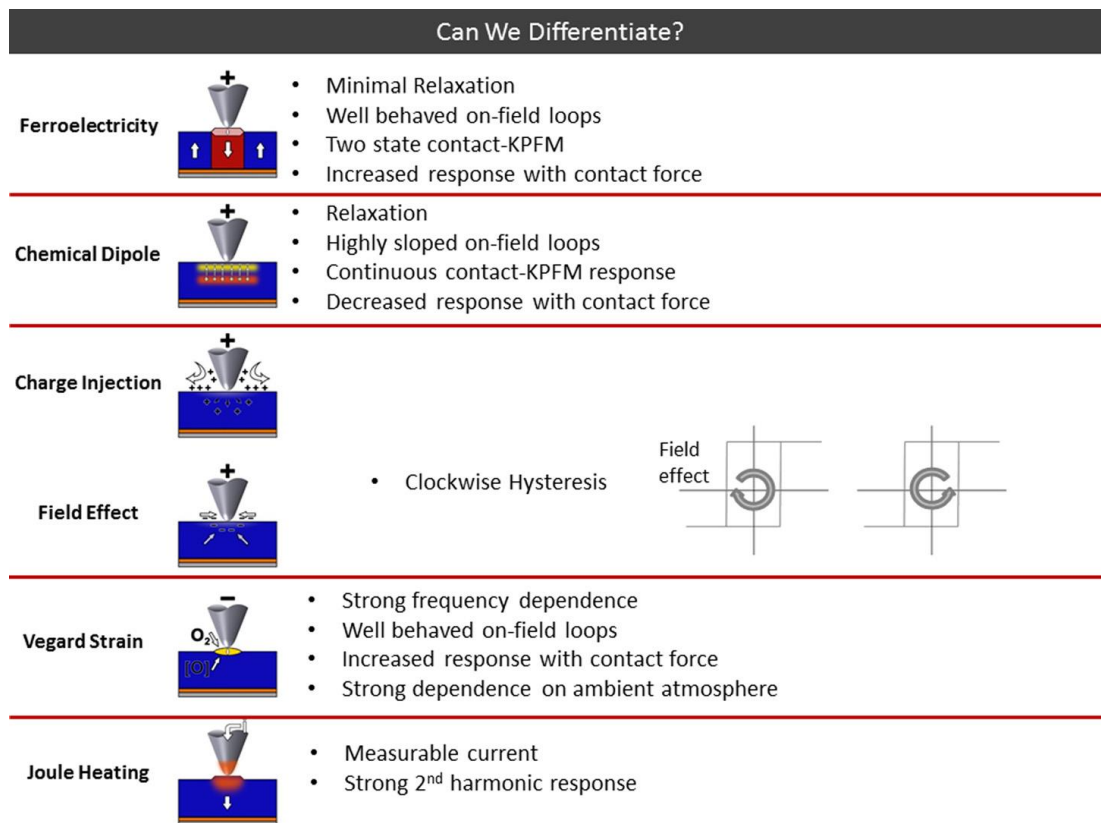 Can We Differentiate?
Ferroelectricity
+
• Minimal Relaxation
• Well behaved on-field loops
• Two state contact-KPFM
• Increased response with contact force
Chemical Dipole
+
• Relaxation
• Highly sloped on-field loops
• Continuous contact-KPFM response
• Decreased response with contact force
Charge Injection
+
Field Effect
+
• Clockwise Hysteresis
Field
effect
Vegard Strain
−
O₂
[O]
• Strong frequency dependence
• Well behaved on-field loops
• Increased response with contact force
• Strong dependence on ambient atmosphere
Joule Heating
• Measurable current
• Strong 2nd harmonic response